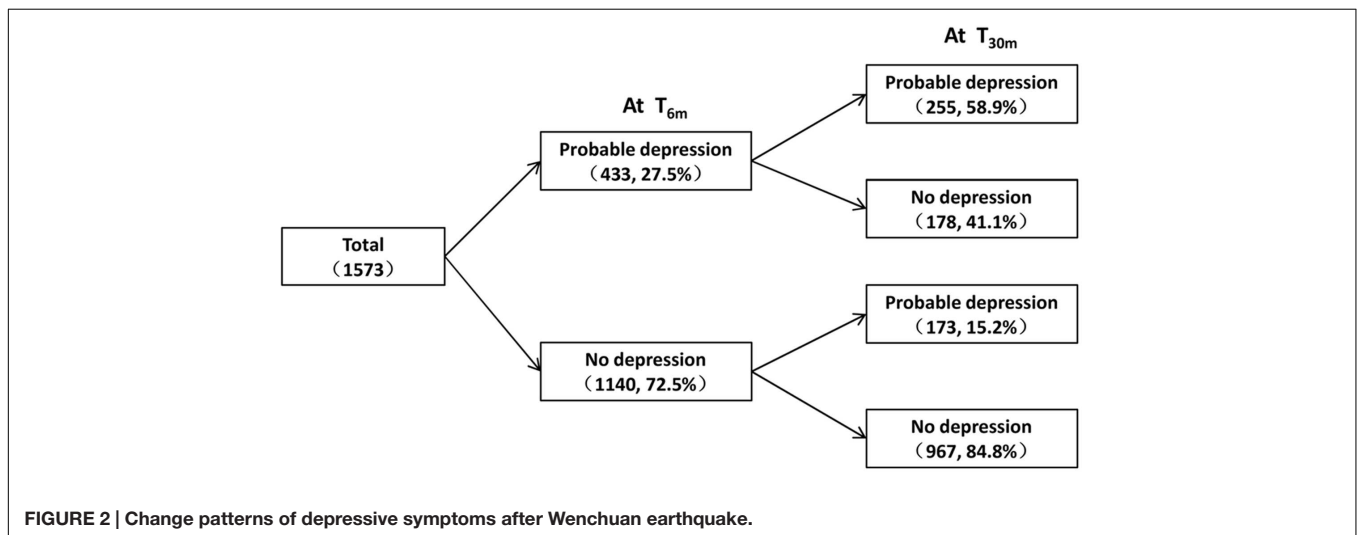 At T30m
Probable depression
（255, 58.9%）
At T6m
Probable depression
（433, 27.5%）
No depression
（178, 41.1%）
Total
（1573）
Probable depression
（173, 15.2%）
No depression
（1140, 72.5%）
No depression
（967, 84.8%）
FIGURE 2 | Change patterns of depressive symptoms after Wenchuan earthquake.